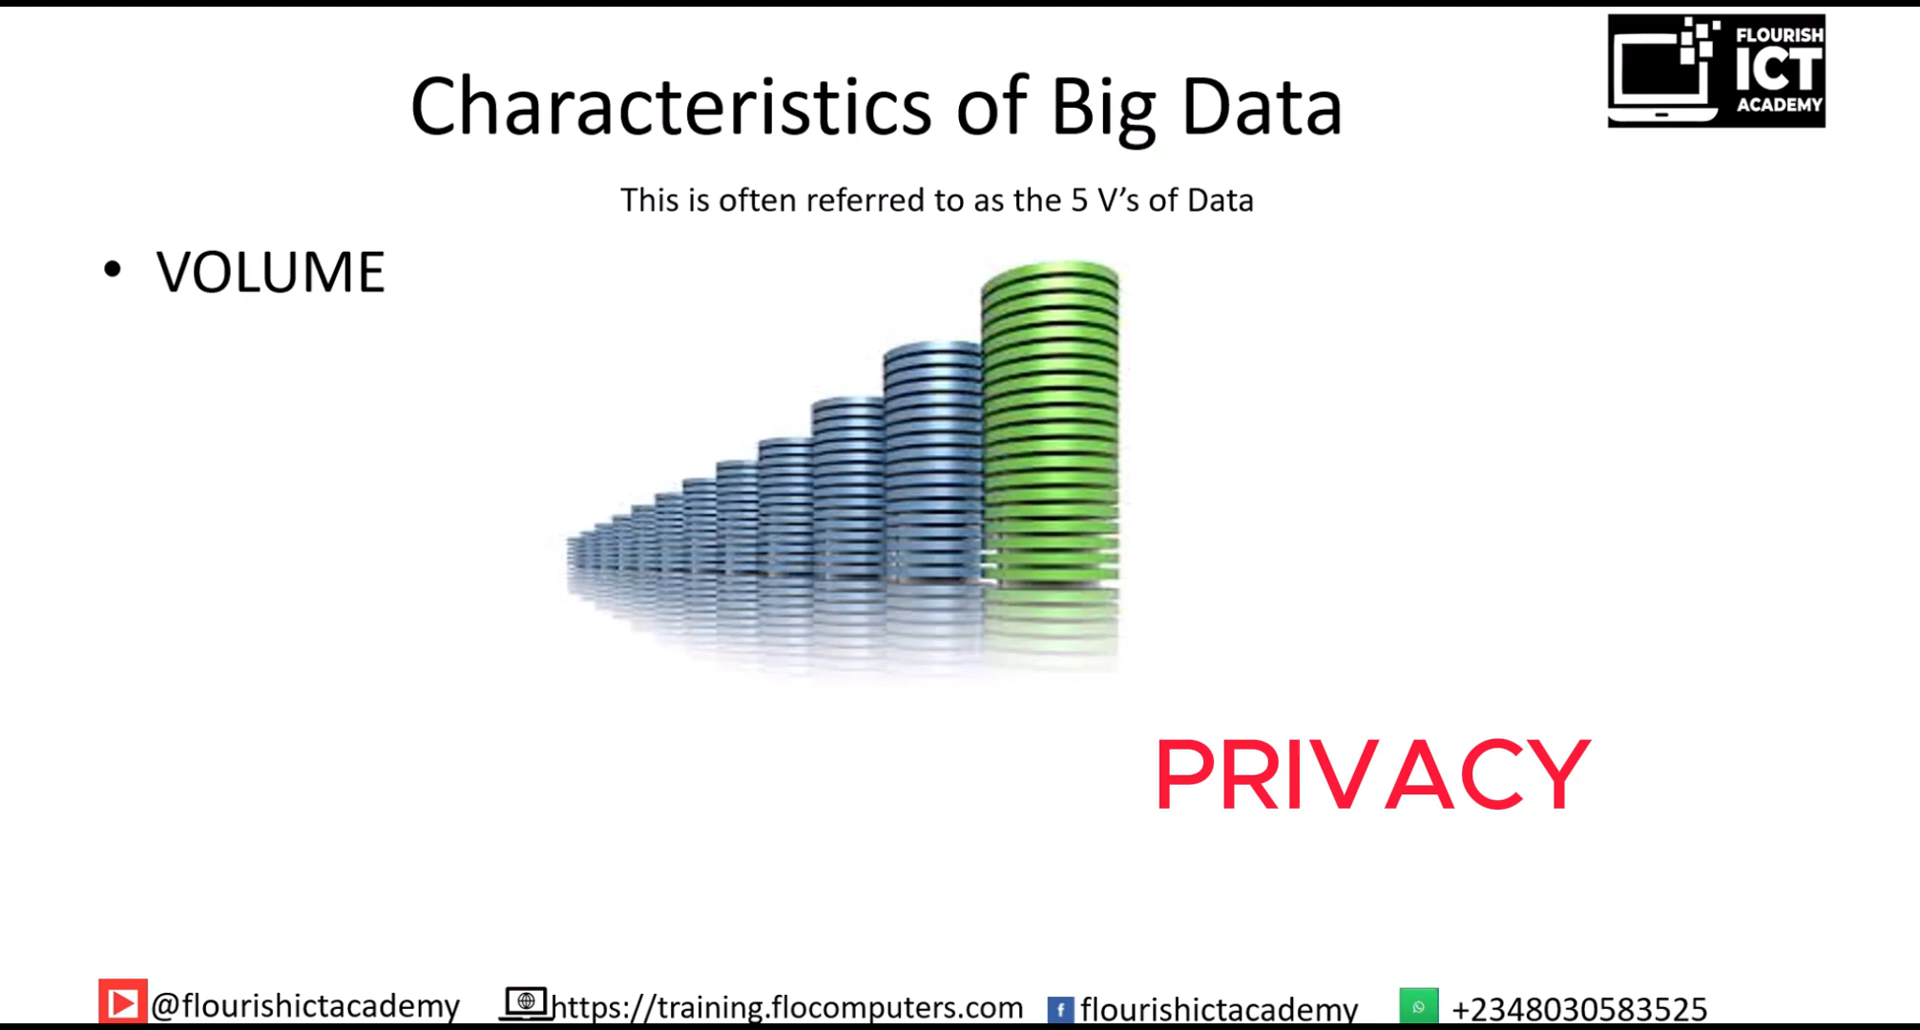 FLOURISH
ICT
ACADEMY
Characteristics of Big Data
This is often referred to as the 5 V’s of Data
• VOLUME
PRIVACY
@flourishictacademy https://training.flocomputers.com flourishictacademy +2348030583525